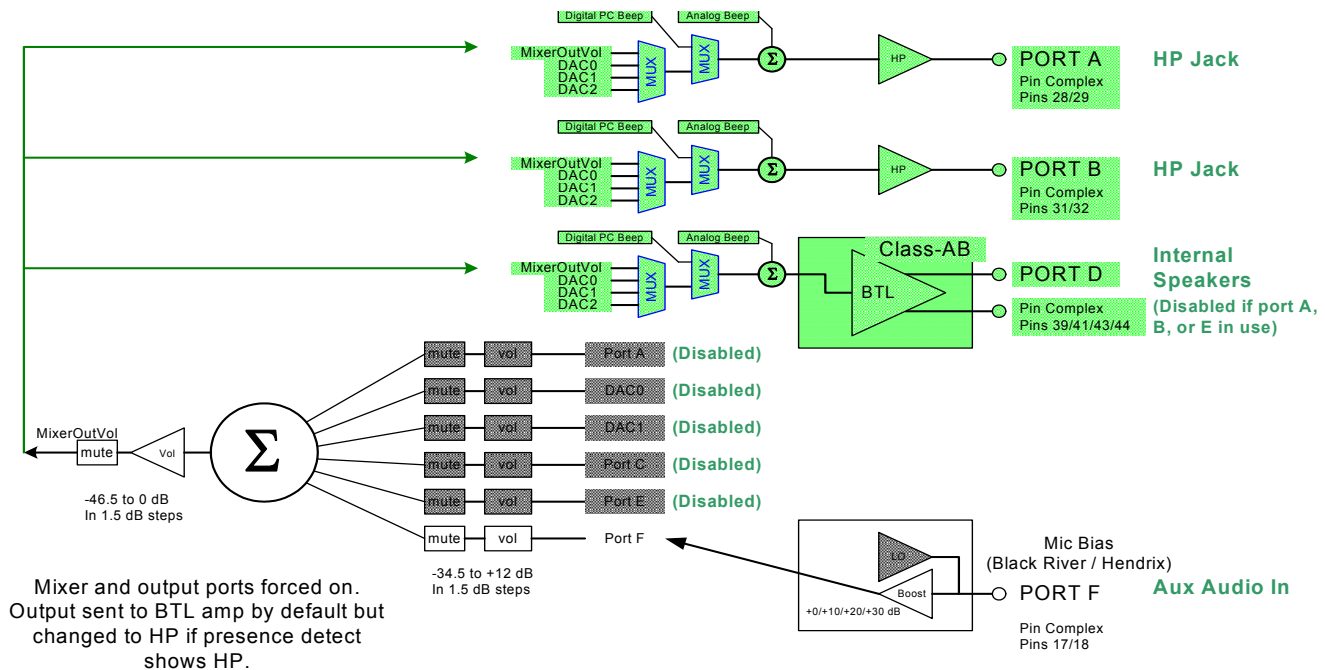 Digital PC Beep
Analog Beep
MixerOutVol
DAC0
DAC1
DAC2
MUX
MUX
Σ
HP
PORT A
Pin Complex
Pins 28/29
HP Jack
Digital PC Beep
Analog Beep
MixerOutVol
DAC0
DAC1
DAC2
MUX
MUX
Σ
HP
PORT B
Pin Complex
Pins 31/32
HP Jack
Digital PC Beep
Analog Beep
MixerOutVol
DAC0
DAC1
DAC2
MUX
MUX
Σ
Class-AB
BTL
PORT D
Pin Complex
Pins 39/41/43/44
Internal
Speakers
(Disabled if port A,
B, or E in use)
mute
vol
Port A
(Disabled)
mute
vol
DAC0
(Disabled)
mute
vol
DAC1
(Disabled)
mute
vol
Port C
(Disabled)
mute
vol
Port E
(Disabled)
mute
vol
Port F
-34.5 to +12 dB
In 1.5 dB steps
MixerOutVol
mute
Vol
Σ
-46.5 to 0 dB
In 1.5 dB steps
LO
Boost
+0/+10/+20/+30 dB
Mic Bias
(Black River / Hendrix)
PORT F
Pin Complex
Pins 17/18
Aux Audio In
Mixer and output ports forced on.
Output sent to BTL amp by default but
changed to HP if presence detect
shows HP.